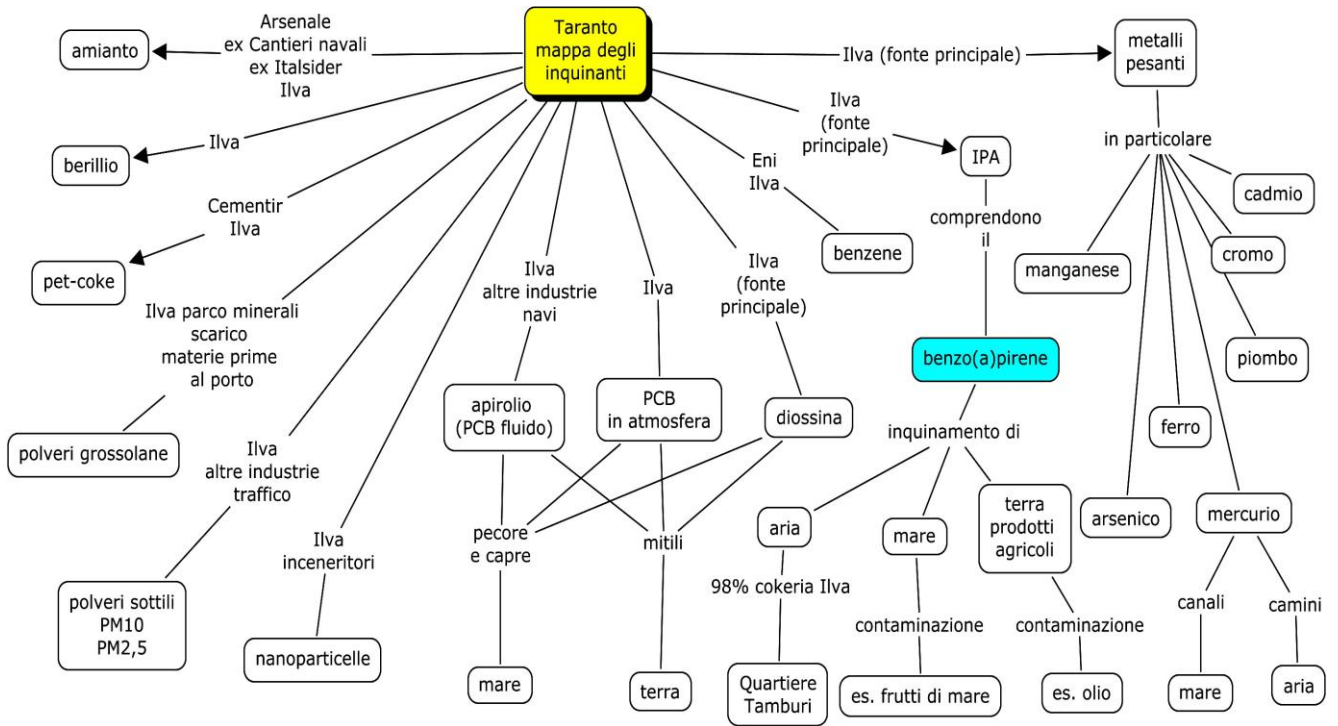 Taranto
mappa degli
inquinanti
Arsenale
ex Cantieri navali
ex Italsider
Ilva
amianto
Ilva (fonte principale)
metalli
pesanti
Ilva
berillio
Cementir
Ilva
pet-coke
Ilva parco minerali
scarico
materie prime
al porto
polveri grossolane
Ilva
altre industrie
traffico
polveri sottili
PM10
PM2,5
Ilva
inceneritori
nanoparticelle
Ilva
altre industrie
navi
apirolio
(PCB fluido)
Ilva
PCB
in atmosfera
Ilva
(fonte
principale)
diossina
pecore
e capre
mare
mitili
terra
Eni
Ilva
benzene
Ilva
(fonte
principale)
IPA
comprendono
il
benzo(a)pirene
inquinamento di
aria
98% cokeria Ilva
Quartiere
Tamburi
mare
contaminazione
es. frutti di mare
terra
prodotti
agricoli
contaminazione
es. olio
in particolare
manganese
arsenico
ferro
mercurio
piombo
cromo
cadmio
canali
mare
camini
aria